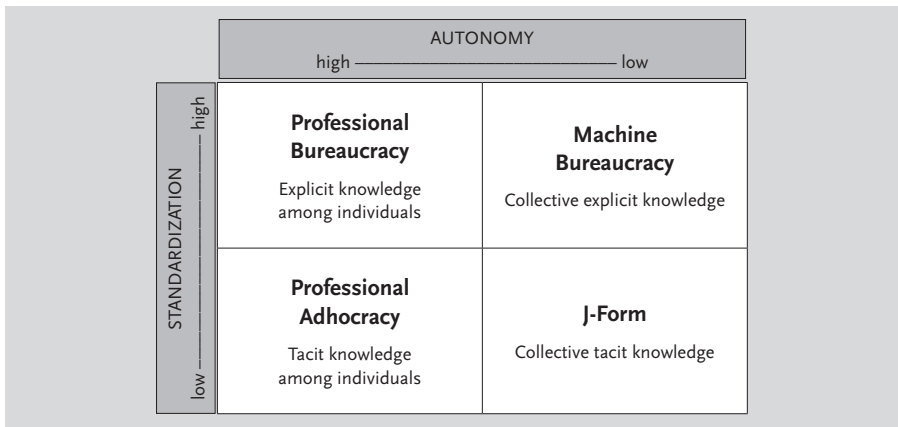 AUTONOMY
high low
STANDARDIZATION
high
low
Professional
Bureaucracy
Explicit knowledge
among individuals
Machine
Bureaucracy
Collective explicit knowledge
Professional
Adhocracy
Tacit knowledge
among individuals
J-Form
Collective tacit knowledge